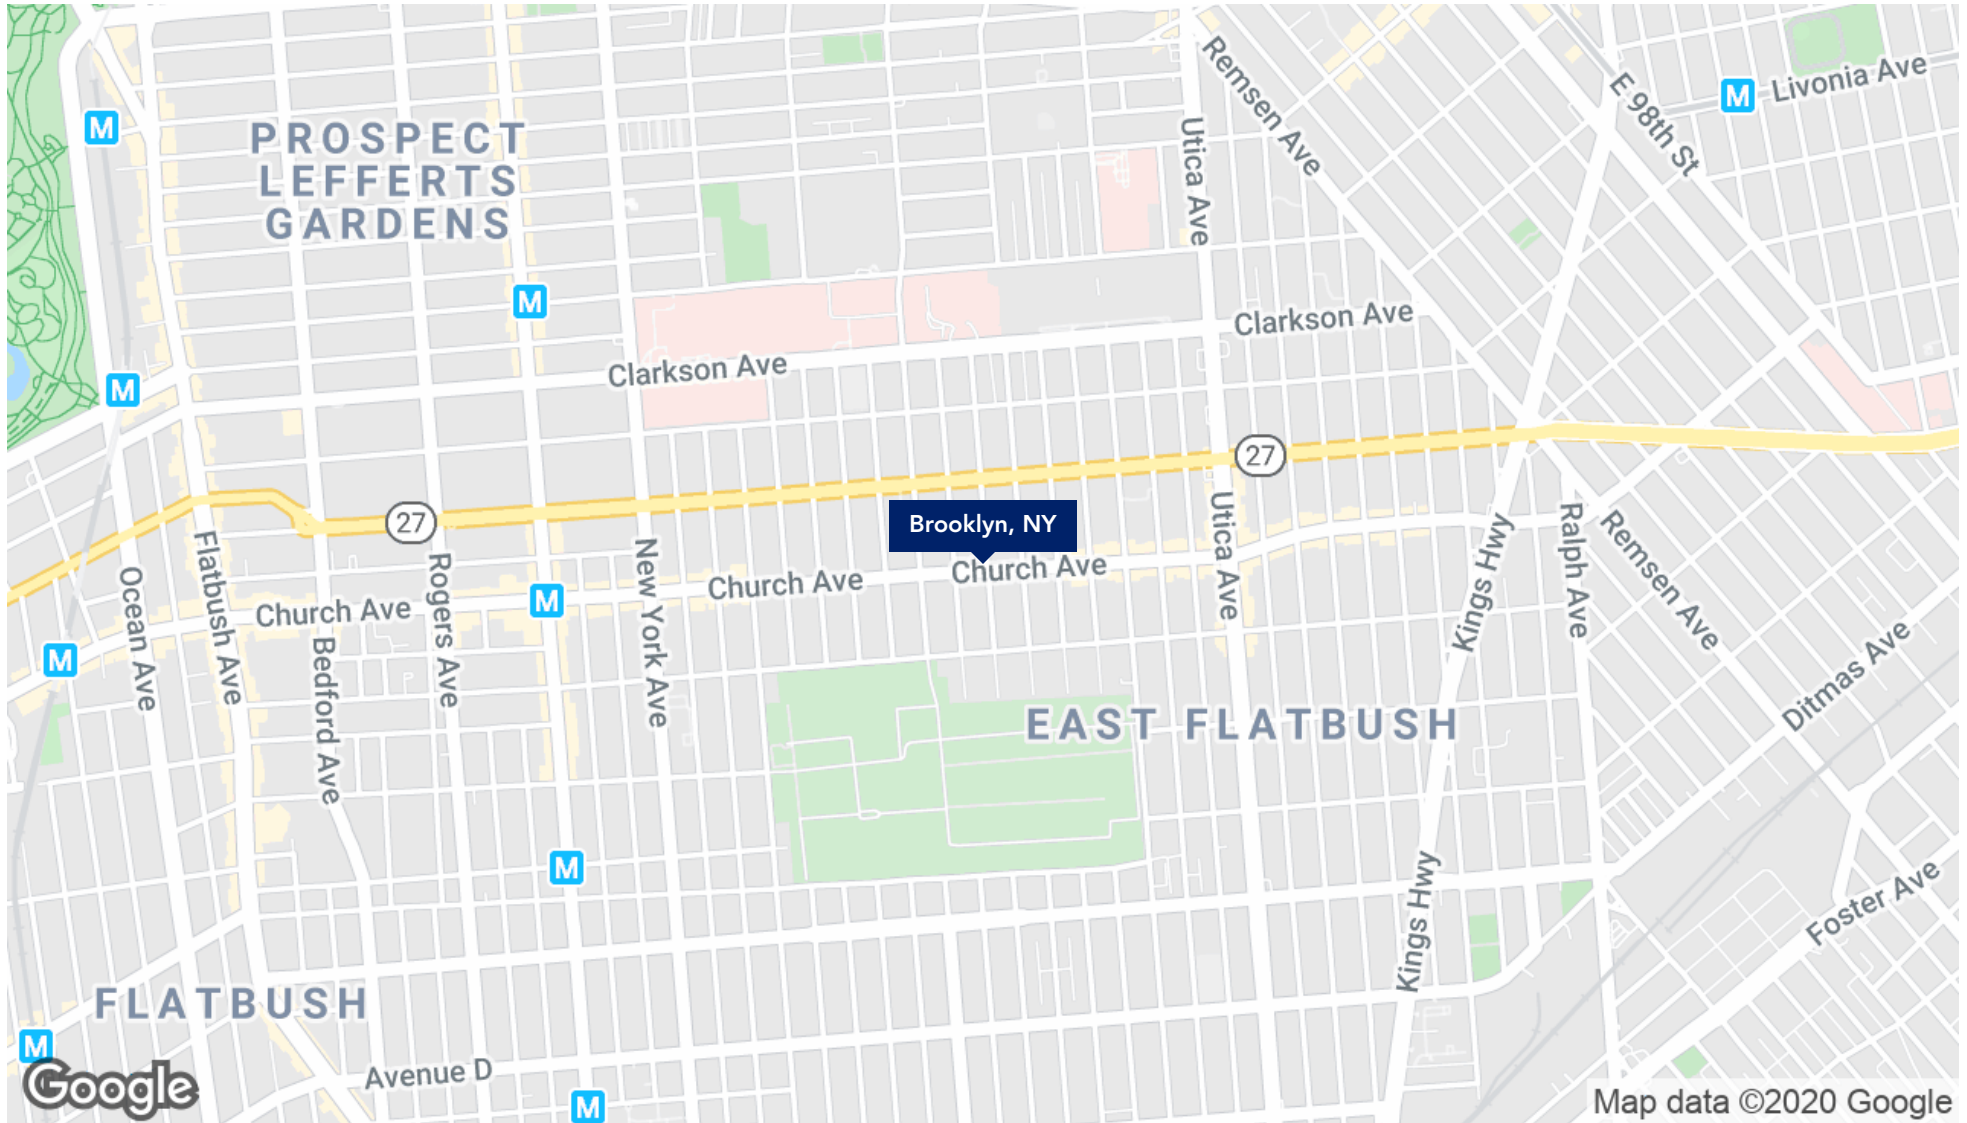 Remsen Ave
E 98th St
M
Livonia Ave
M
PROSPECT
LEFFERTS
GARDENS
Utica Ave
M
Clarkson Ave
Clarkson Ave
M
27
27
Brooklyn, NY
Church Ave
Church Ave
Church Ave
M
M
Ocean Ave
Flatbush Ave
Bedford Ave
Rogers Ave
New York Ave
Utica Ave
Kings Hwy
Ralph Ave
Remsen Ave
Ditmas Ave
EAST FLATBUSH
M
Kings Hwy
Foster Ave
FLATBUSH
M
Avenue D
M
Google
Map data ©2020 Google